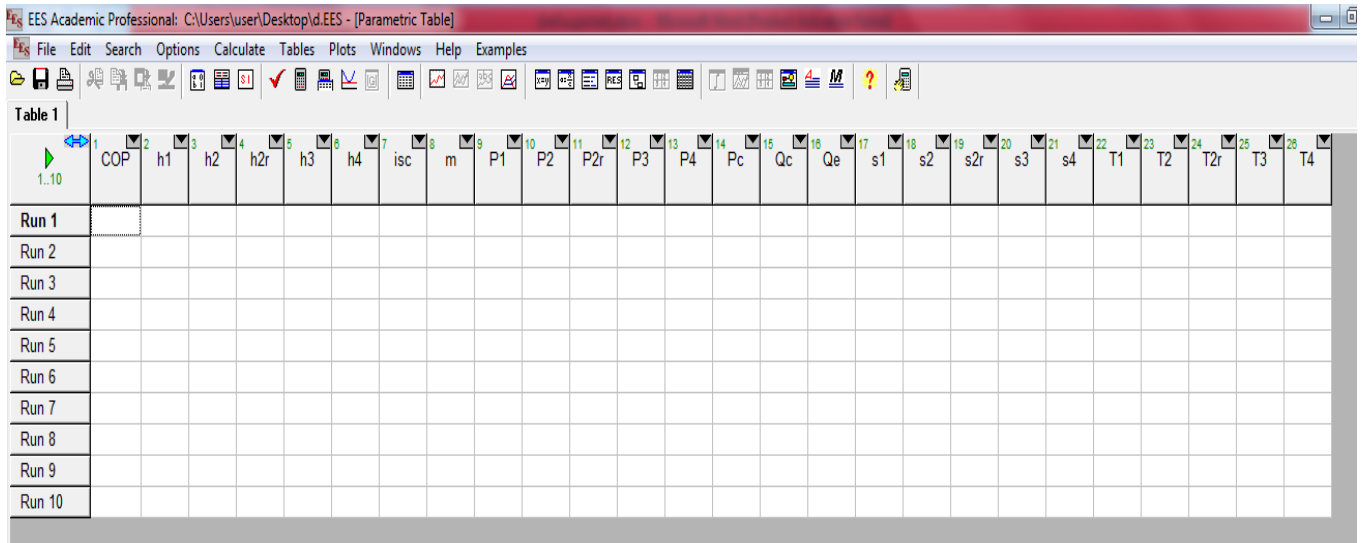 EES Academic Professional: C:\Users\user\Desktop\d.EES - [Parametric Table]
File Edit Search Options Calculate Tables Plots Windows Help Examples
Table 1
1..10
1 COP 2 h1 3 h2 4 h2r 5 h3 6 h4 7 isc 8 m 9 P1 10 P2 11 P2r 12 P3 13 P4 14 Pc 15 Qc 16 Qe 17 s1 18 s2 19 s2r 20 s3 21 s4 22 T1 23 T2 24 T2r 25 T3 26 T4
Run 1
Run 2
Run 3
Run 4
Run 5
Run 6
Run 7
Run 8
Run 9
Run 10